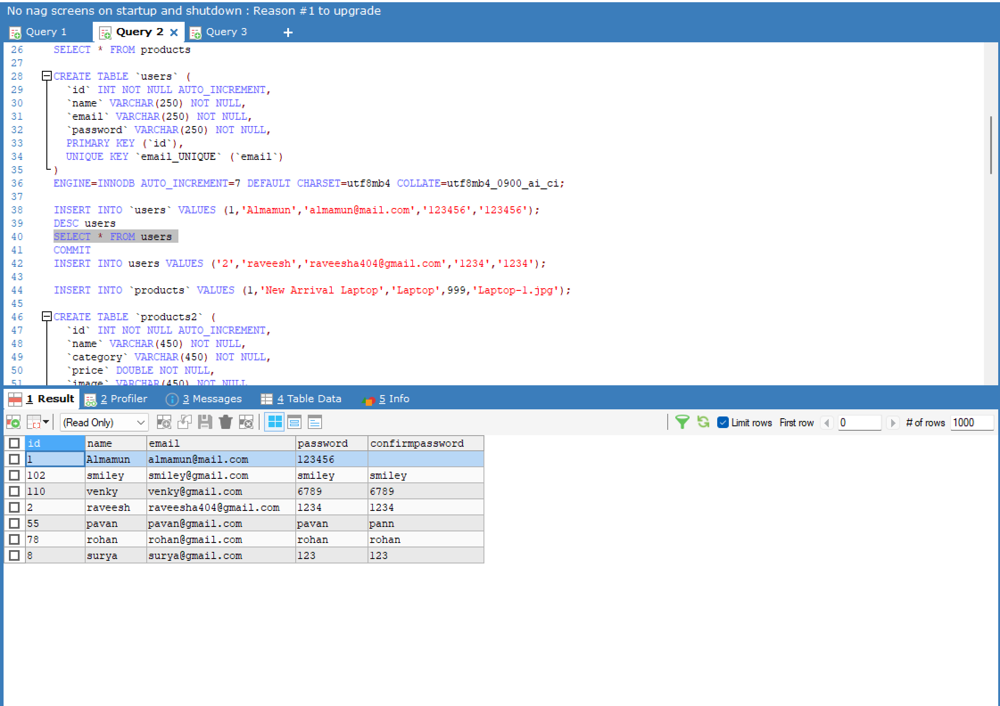 No nag screens on startup and shutdown : Reason #1 to upgrade
Query 1 Query 2 Query 3 +
26 SELECT * FROM products
27
28 CREATE TABLE `users` (
29 `id` INT NOT NULL AUTO_INCREMENT,
30 `name` VARCHAR(250) NOT NULL,
31 `email` VARCHAR(250) NOT NULL,
32 `password` VARCHAR(250) NOT NULL,
33 PRIMARY KEY (`id`),
34 UNIQUE KEY `email_UNIQUE` (`email`)
35 )
36 ENGINE=INNODB AUTO_INCREMENT=7 DEFAULT CHARSET=utf8mb4 COLLATE=utf8mb4_0900_ai_ci;
37
38 INSERT INTO `users` VALUES (1,'Almamun','almamun@mail.com','123456','123456');
39 DESC users
40 SELECT * FROM users
41 COMMIT
42 INSERT INTO users VALUES ('2','raveesh','raveesha404@gmail.com','1234','1234');
43
44 INSERT INTO `products` VALUES (1,'New Arrival Laptop','Laptop',999,'Laptop-1.jpg');
45
46 CREATE TABLE `products2` (
47 `id` INT NOT NULL AUTO_INCREMENT,
48 `name` VARCHAR(450) NOT NULL,
49 `category` VARCHAR(450) NOT NULL,
50 `price` DOUBLE NOT NULL,
51 `image` VARCHAR(450) NOT NULL
1 Result 2 Profiler 3 Messages 4 Table Data 5 Info
(Read Only) Limit rows First row 0 # of rows 1000
id name email password confirmpassword
1 Almamun almamun@mail.com 123456
102 smiley smiley@gmail.com smiley smiley
110 venky venky@gmail.com 6789 6789
2 raveesh raveesha404@gmail.com 1234 1234
55 pavan pavan@gmail.com pavan pann
78 rohan rohan@gmail.com rohan rohan
8 surya surya@gmail.com 123 123